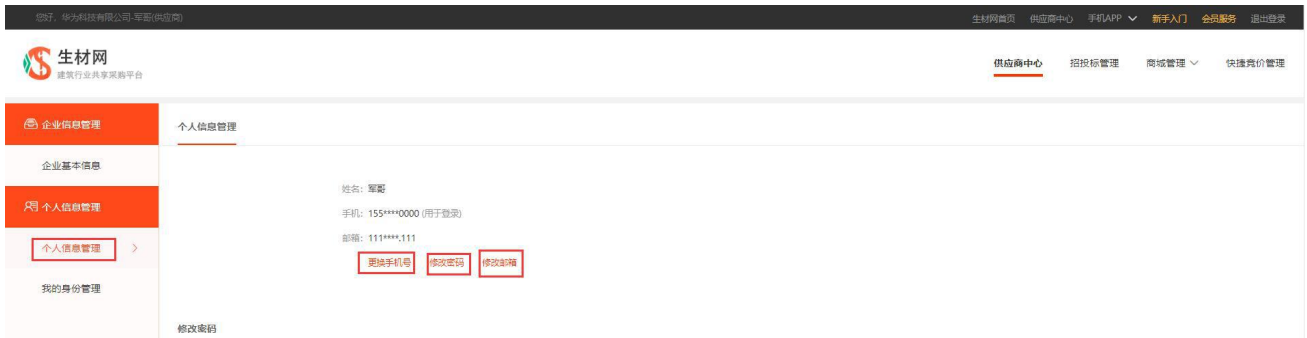 您好，华为科技有限公司-军哥(供应商)
生材网首页 供应商中心 手机APP 新手入门 会员服务 退出登录
生材网
建筑行业共享采购平台
供应商中心 招投标管理 商城管理 快捷竞价管理
企业信息管理
个人信息管理
企业基本信息
姓名：军哥
个人信息管理
手机：155****0000 (用于登录)
邮箱：111****.111
个人信息管理
更换手机号 修改密码 修改邮箱
我的身份管理
修改密码